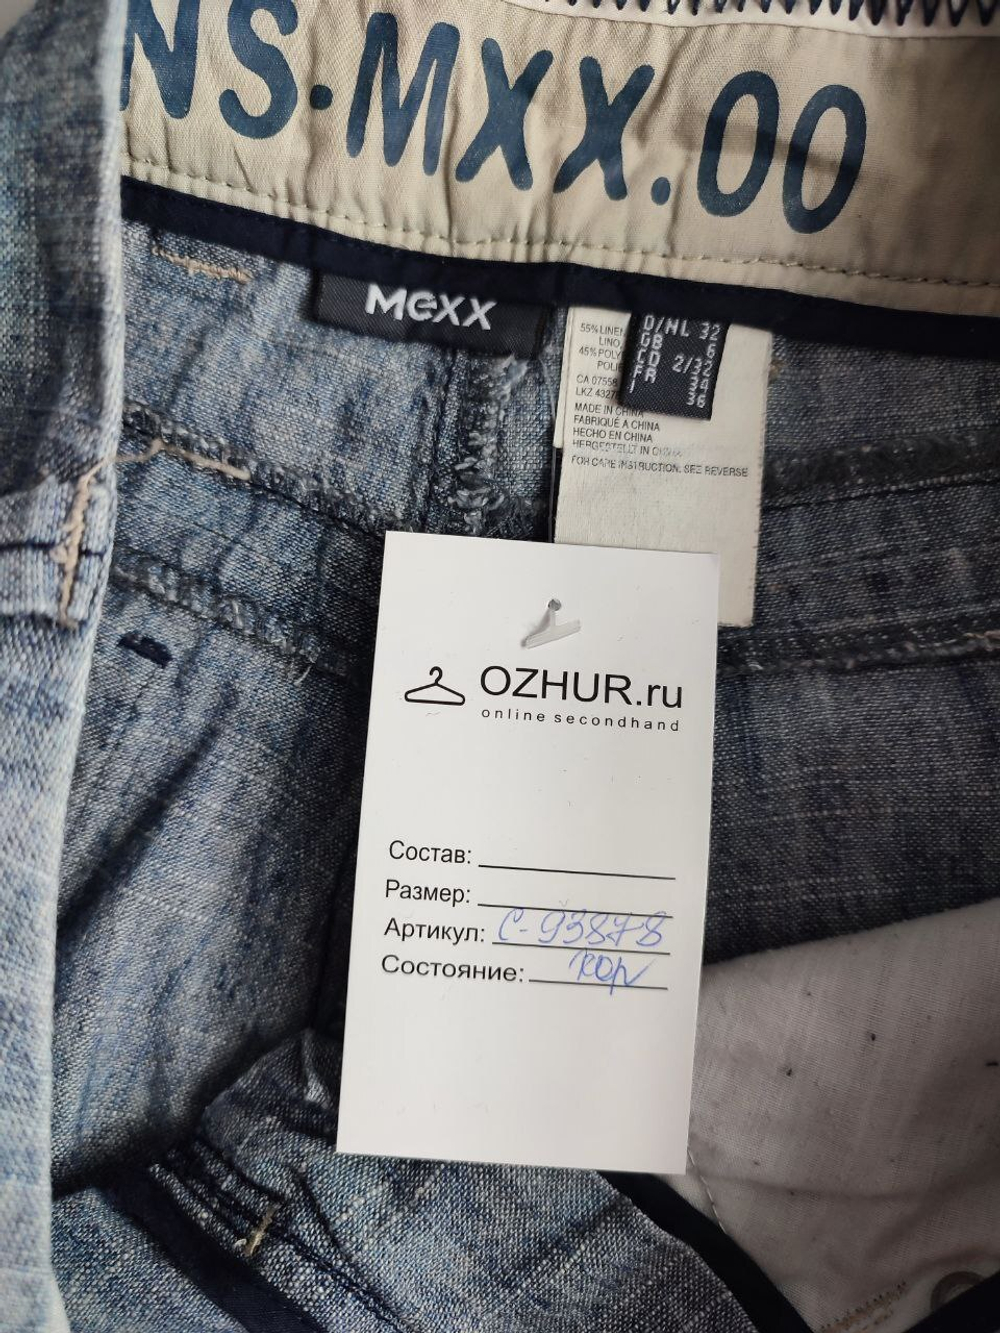 NS.MXX.00
MEXX
55% LINEN
LINO
45% POLY
POLI
CA 07558
LKZ 4327
MADE IN CHINA
FABRIQUÉ A CHINA
HECHO EN CHINA
HERGESTELLT IN CHINA
FOR CARE INSTRUCTION. SEE REVERSE
D/NL 32
GB 6
CD 2/32
FR 34
I 36
OZHUR.ru
online secondhand
Состав:
Размер:
Артикул: С-93878
Состояние: хор